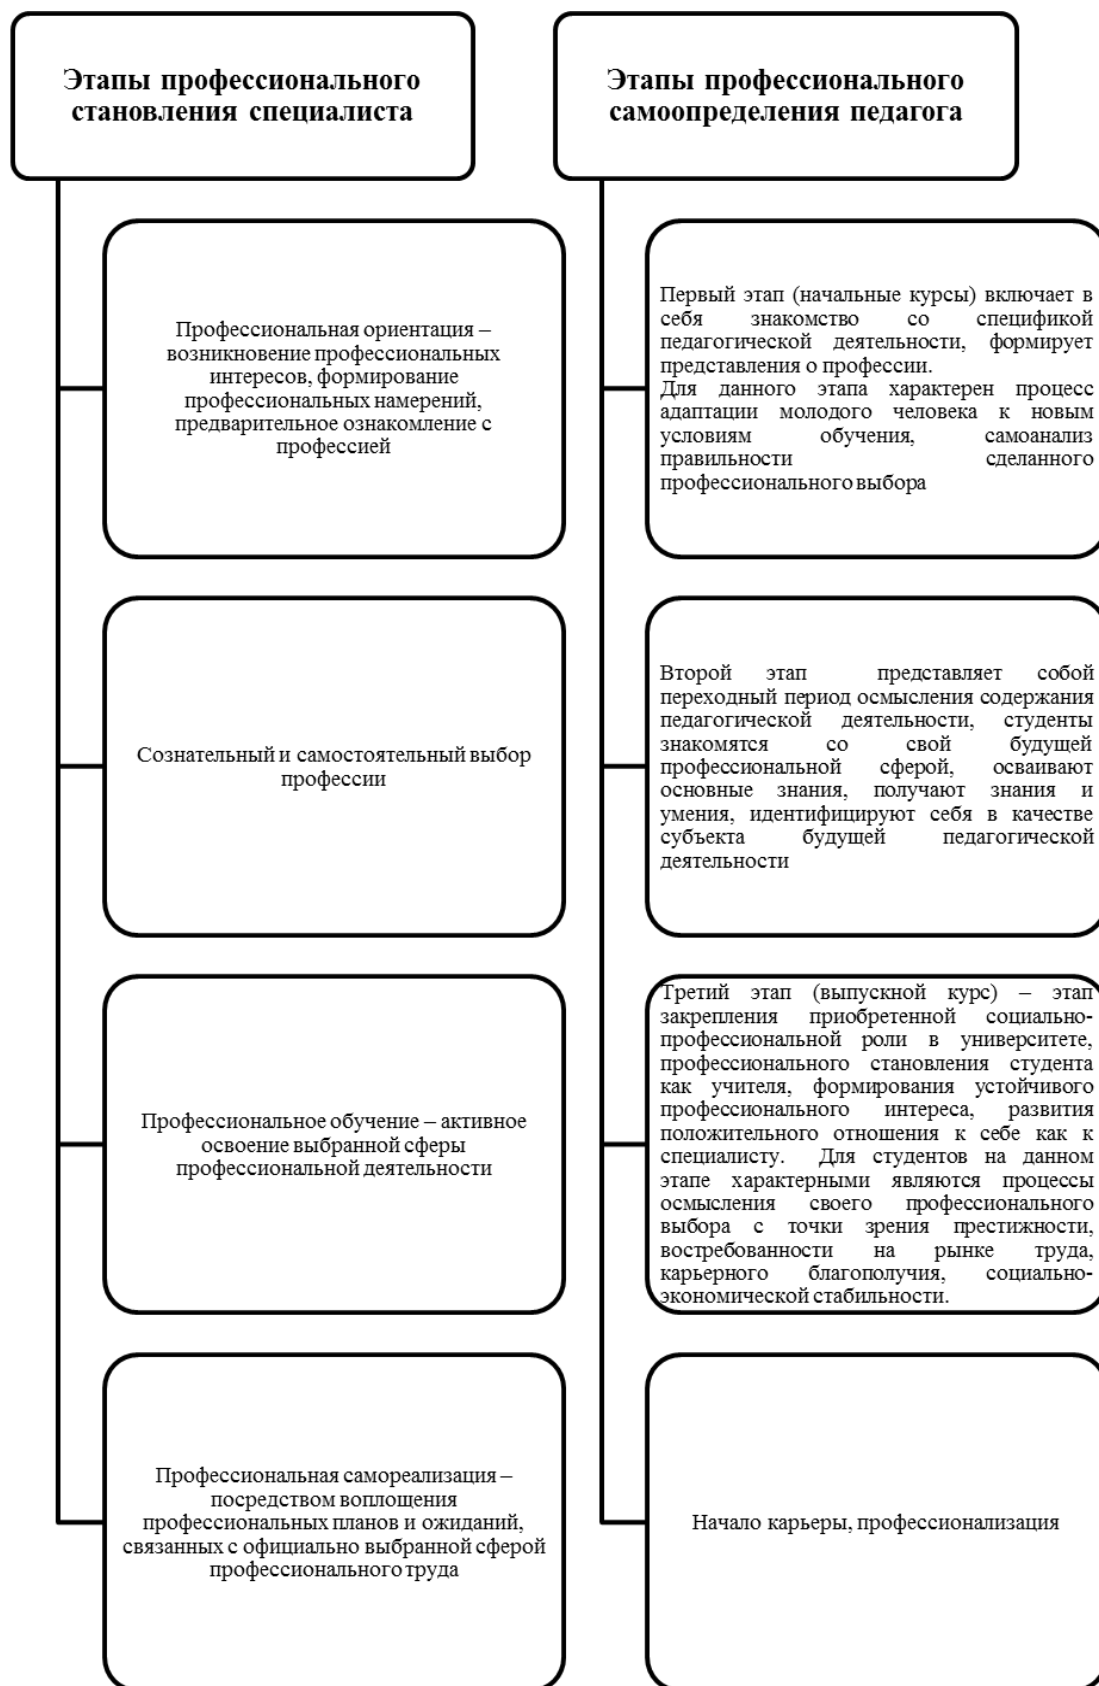 Этапы профессионального
становления специалиста
Профессиональная ориентация –
возникновение профессиональных
интересов, формирование
профессиональных намерений,
предварительное ознакомление с
профессией
Сознательный и самостоятельный выбор
профессии
Профессиональное обучение – активное
освоение выбранной сферы
профессиональной деятельности
Профессиональная самореализация –
посредством воплощения
профессиональных планов и ожиданий,
связанных с официально выбранной сферой
профессионального труда
Этапы профессионального
самоопределения педагога
Первый этап (начальные курсы) включает в
себя знакомство со спецификой
педагогической деятельности, формирует
представления о профессии.
Для данного этапа характерен процесс
адаптации молодого человека к новым
условиям обучения, самоанализ
правильности сделанного
профессионального выбора
Второй этап представляет собой
переходный период осмысления содержания
педагогической деятельности, студенты
знакомятся со свой будущей
профессиональной сферой, осваивают
основные знания, получают знания и
умения, идентифицируют себя в качестве
субъекта будущей педагогической
деятельности
Третий этап (выпускной курс) – этап
закрепления приобретенной социально-
профессиональной роли в университете,
профессионального становления студента
как учителя, формирования устойчивого
профессионального интереса, развития
положительного отношения к себе как к
специалисту. Для студентов на данном
этапе характерными являются процессы
осмысления своего профессионального
выбора с точки зрения престижности,
востребованности на рынке труда,
карьерного благополучия, социально-
экономической стабильности.
Начало карьеры, профессионализация